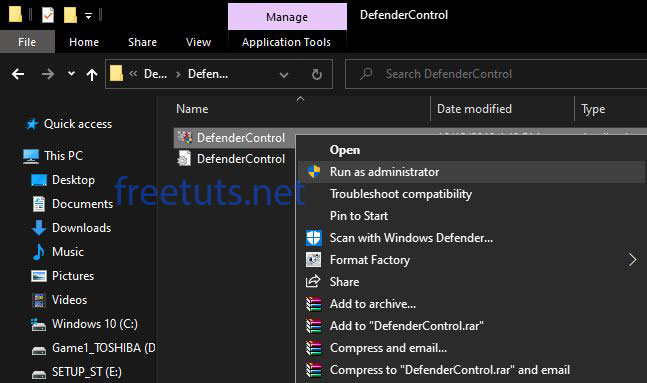 Manage
DefenderControl
File
Home
Share
View
Application Tools
De...
Defen...
Search DefenderControl
Name
Date modified
Type
Quick access
This PC
Desktop
Documents
Downloads
Music
Pictures
Videos
Windows 10 (C:)
Game1_TOSHIBA (D
SETUP_ST (E:)
DefenderControl
DefenderControl
Open
Run as administrator
Troubleshoot compatibility
Pin to Start
Scan with Windows Defender...
Format Factory
Share
Add to archive...
Add to "DefenderControl.rar"
Compress and email...
Compress to "DefenderControl.rar" and email
freetuts.net